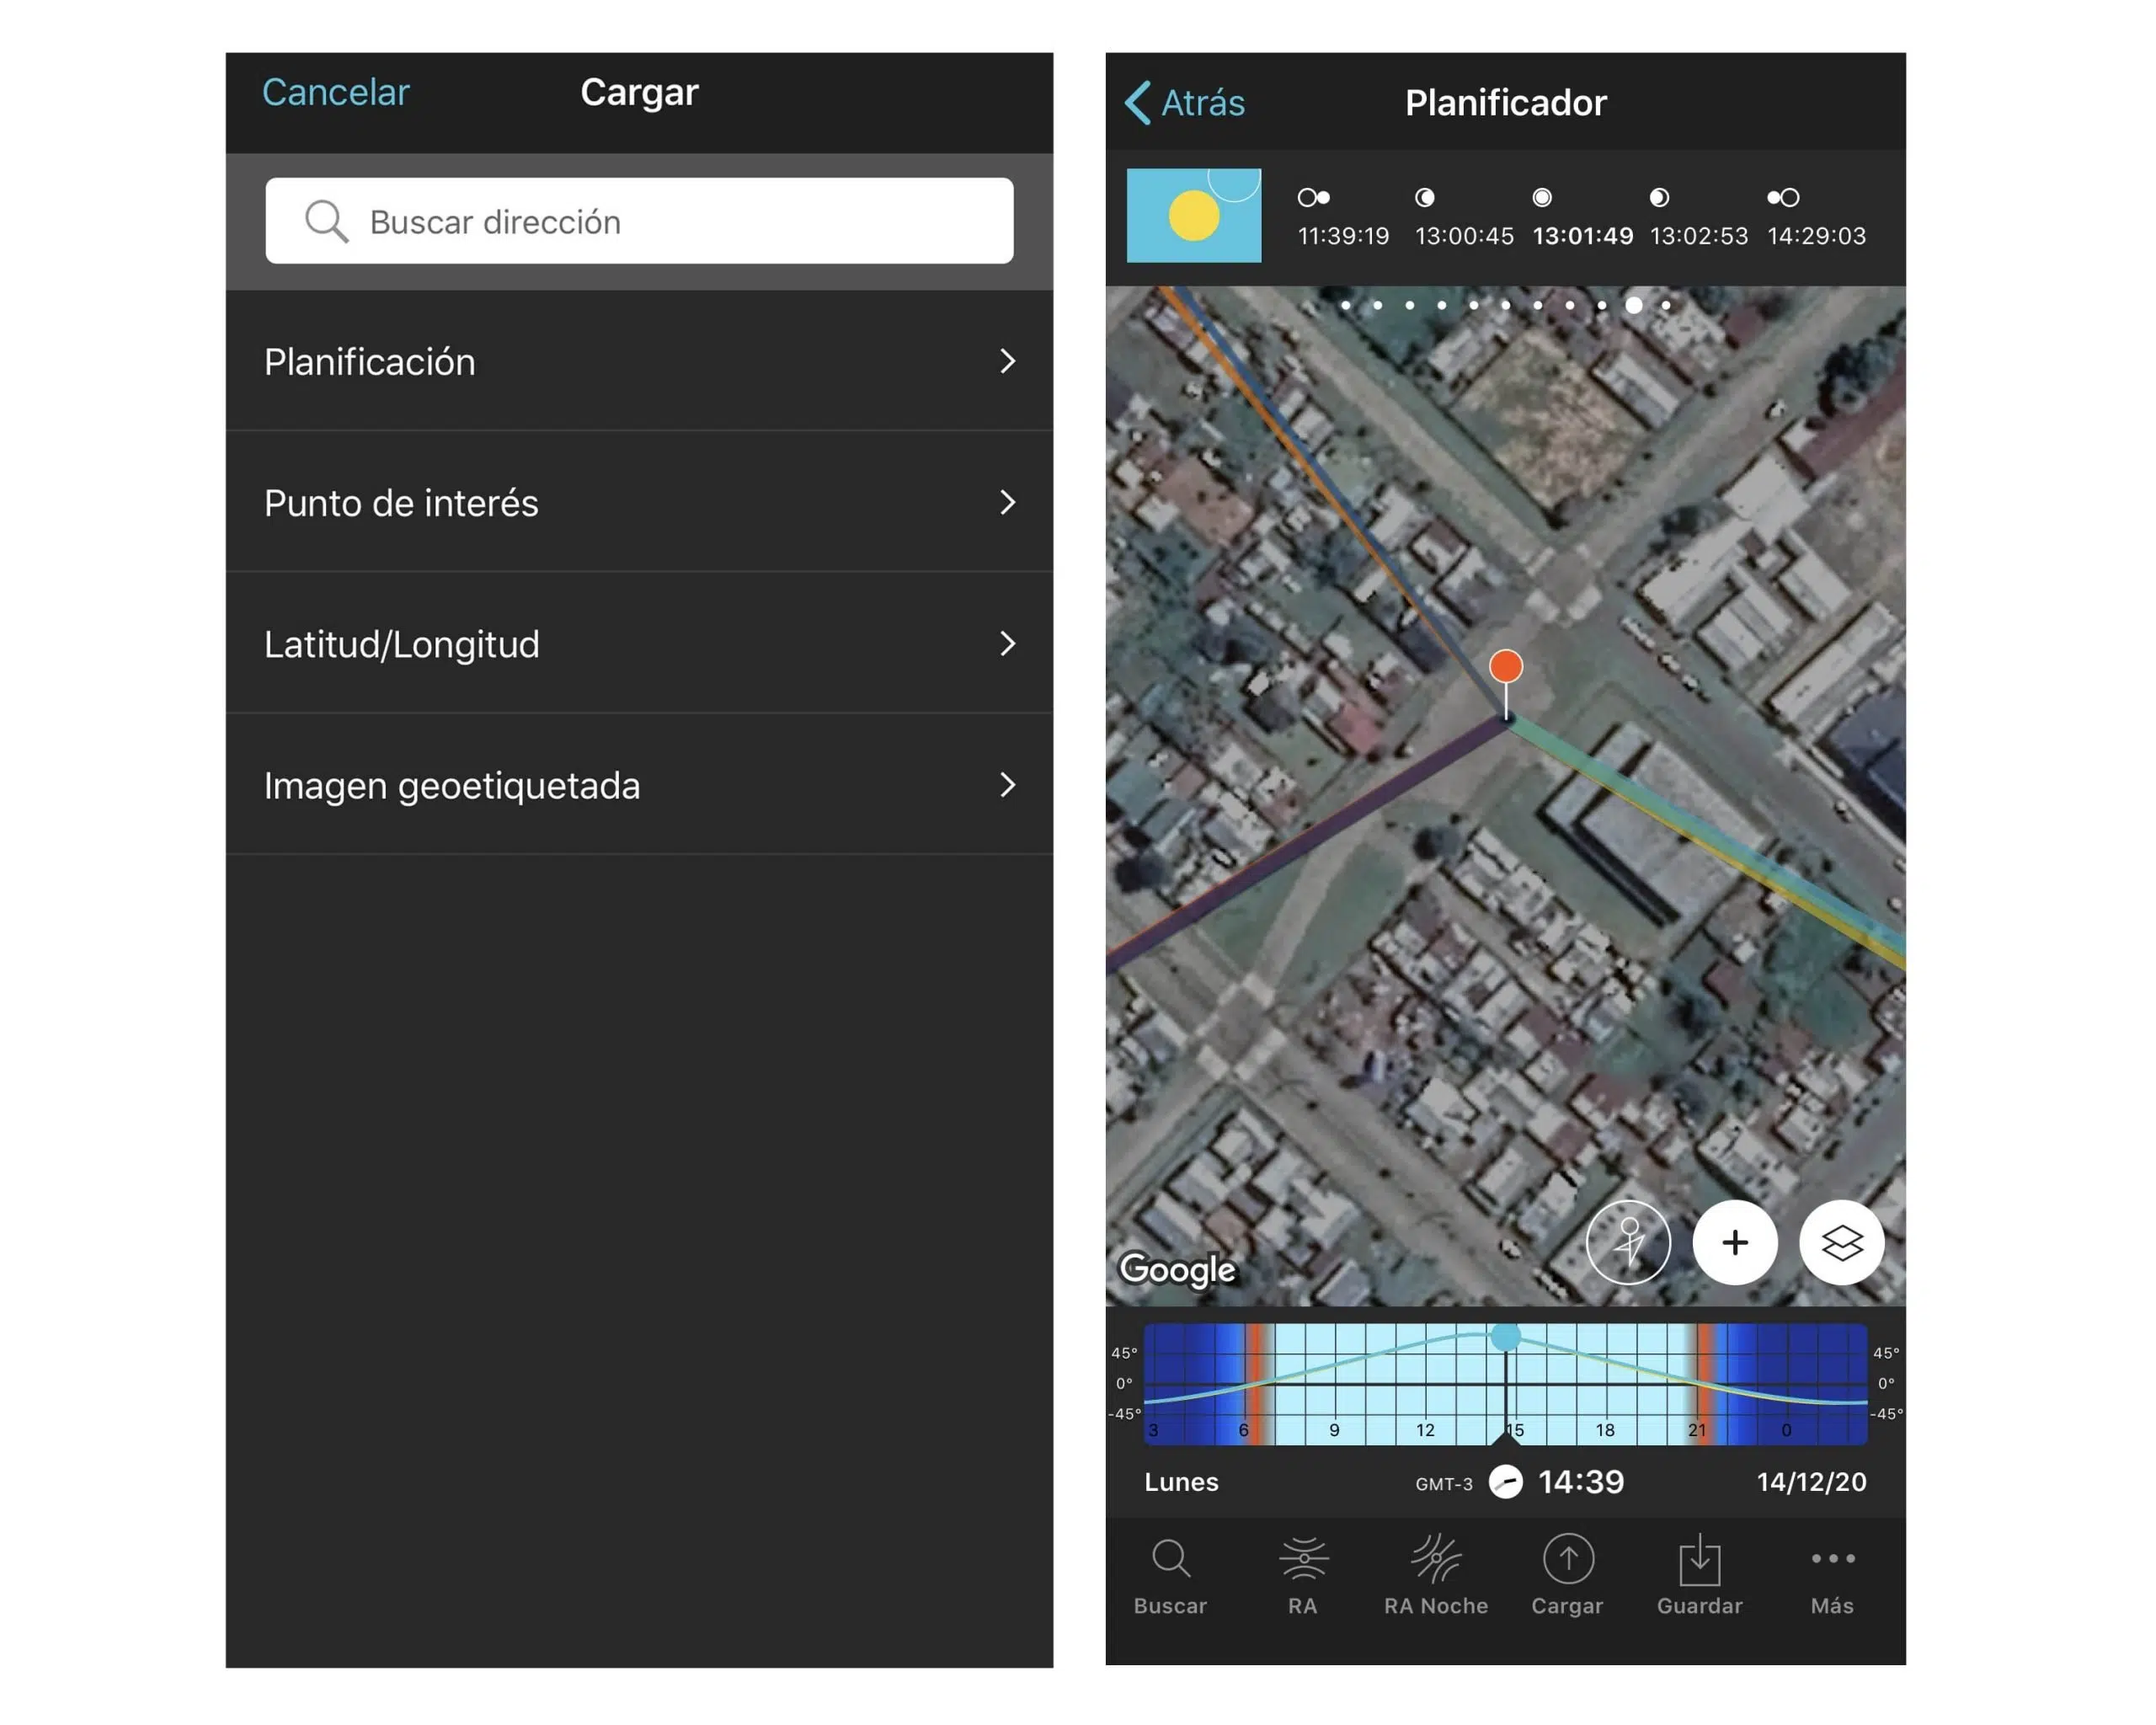 Cancelar
Cargar
Buscar dirección
Planificación
Punto de interés
Latitud/Longitud
Imagen geoetiquetada
Atrás
Planificador
11:39:19 13:00:45 13:01:49 13:02:53 14:29:03
Google
45° 45°
0° 0°
-45° -45°
3 6 9 12 15 18 21 0
Lunes GMT-3 14:39 14/12/20
Buscar RA RA Noche Cargar Guardar Más